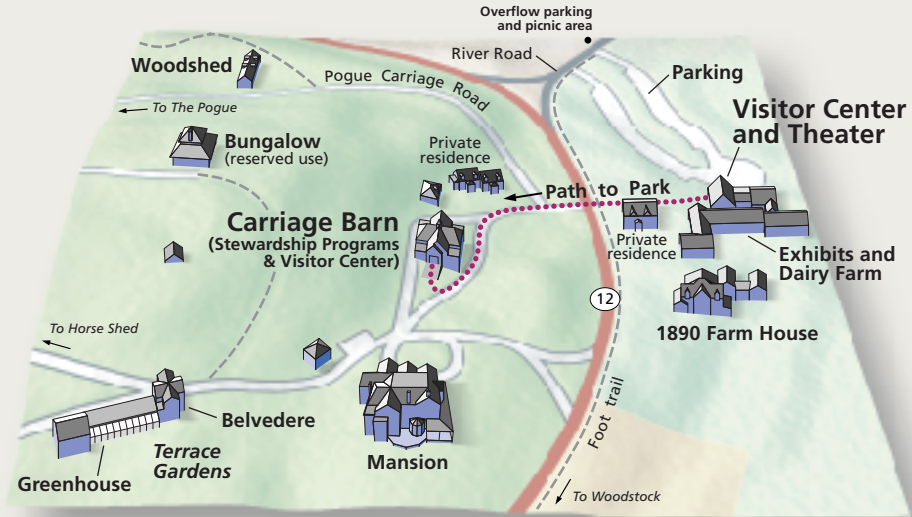 Overflow parking
and picnic area
River Road
Woodshed
Pogue Carriage Road
Parking
To The Pogue
Visitor Center
and Theater
Bungalow
(reserved use)
Private
residence
Path to Park
Carriage Barn
(Stewardship Programs
& Visitor Center)
Private
residence
Exhibits and
Dairy Farm
12
To Horse Shed
1890 Farm House
Belvedere
Foot trail
Terrace
Gardens
Mansion
Greenhouse
To Woodstock